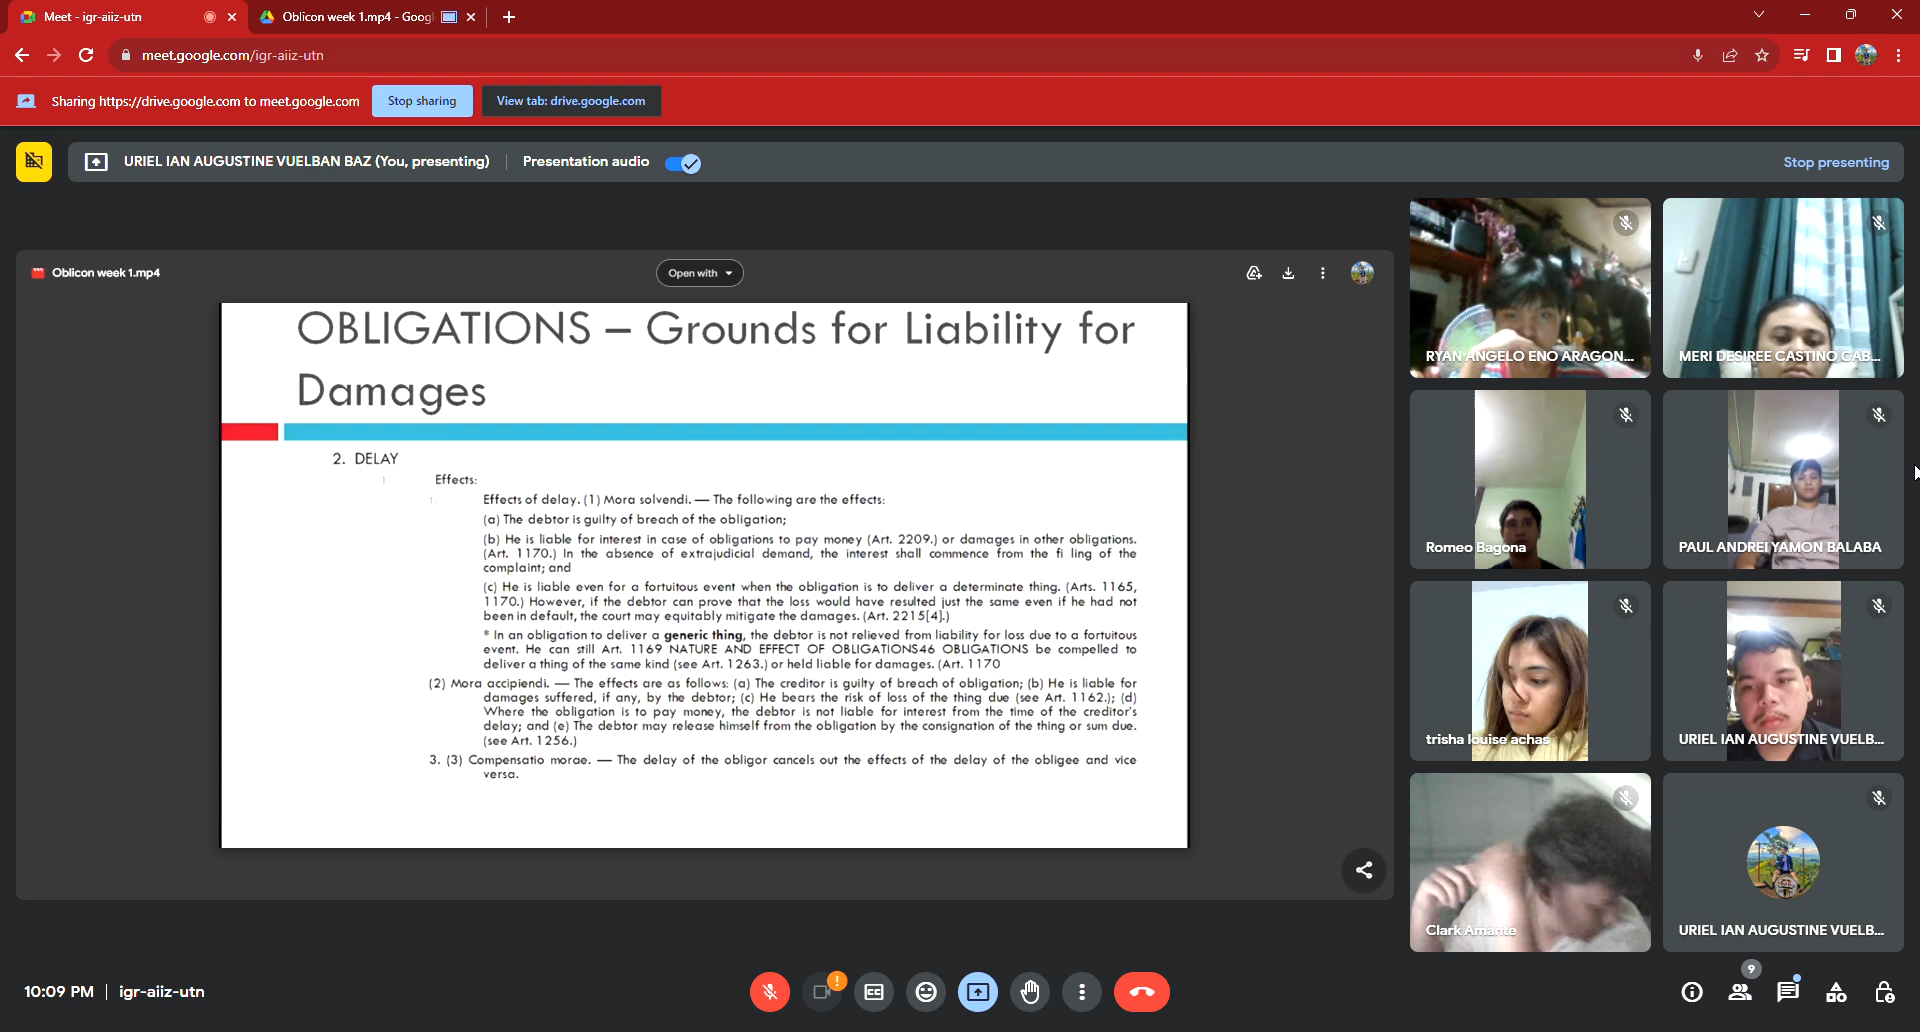 Meet - igr-aiiz-utn
Oblicon week 1.mp4 - Googl
meet.google.com/igr-aiiz-utn
Sharing https://drive.google.com to meet.google.com
Stop sharing
View tab: drive.google.com
URIEL IAN AUGUSTINE VUELBAN BAZ (You, presenting)
Presentation audio
Stop presenting
Oblicon week 1.mp4
Open with
OBLIGATIONS – Grounds for Liability for
Damages
2. DELAY
1
Effects:
1.
Effects of delay. (1) Mora solvendi. — The following are the effects:
(a) The debtor is guilty of breach of the obligation;
(b) He is liable for interest in case of obligations to pay money (Art. 2209.) or damages in other obligations.
(Art. 1170.) In the absence of extrajudicial demand, the interest shall commence from the fi ling of the
complaint; and
(c) He is liable even for a fortuitous event when the obligation is to deliver a determinate thing. (Arts. 1165,
1170.) However, if the debtor can prove that the loss would have resulted just the same even if he had not
been in default, the court may equitably mitigate the damages. (Art. 2215[4].)
* In an obligation to deliver a generic thing, the debtor is not relieved from liability for loss due to a fortuitous
event. He can still Art. 1169 NATURE AND EFFECT OF OBLIGATIONS46 OBLIGATIONS be compelled to
deliver a thing of the same kind (see Art. 1263.) or held liable for damages. (Art. 1170
(2) Mora accipiendi. — The effects are as follows: (a) The creditor is guilty of breach of obligation; (b) He is liable for
damages suffered, if any, by the debtor; (c) He bears the risk of loss of the thing due (see Art. 1162.); (d)
Where the obligation is to pay money, the debtor is not liable for interest from the time of the creditor's
delay; and (e) The debtor may release himself from the obligation by the consignation of the thing or sum due.
(see Art. 1256.)
3. (3) Compensatio morae. — The delay of the obligor cancels out the effects of the delay of the obligee and vice
versa.
RYAN ANGELO ENO ARAGON...
MERI DESIREE CASTINO CAB...
Romeo Bagona
PAUL ANDREI YAMON BALABA
trisha louise achas
URIEL IAN AUGUSTINE VUELB...
Clark Amante
URIEL IAN AUGUSTINE VUELB...
10:09 PM | igr-aiiz-utn
9